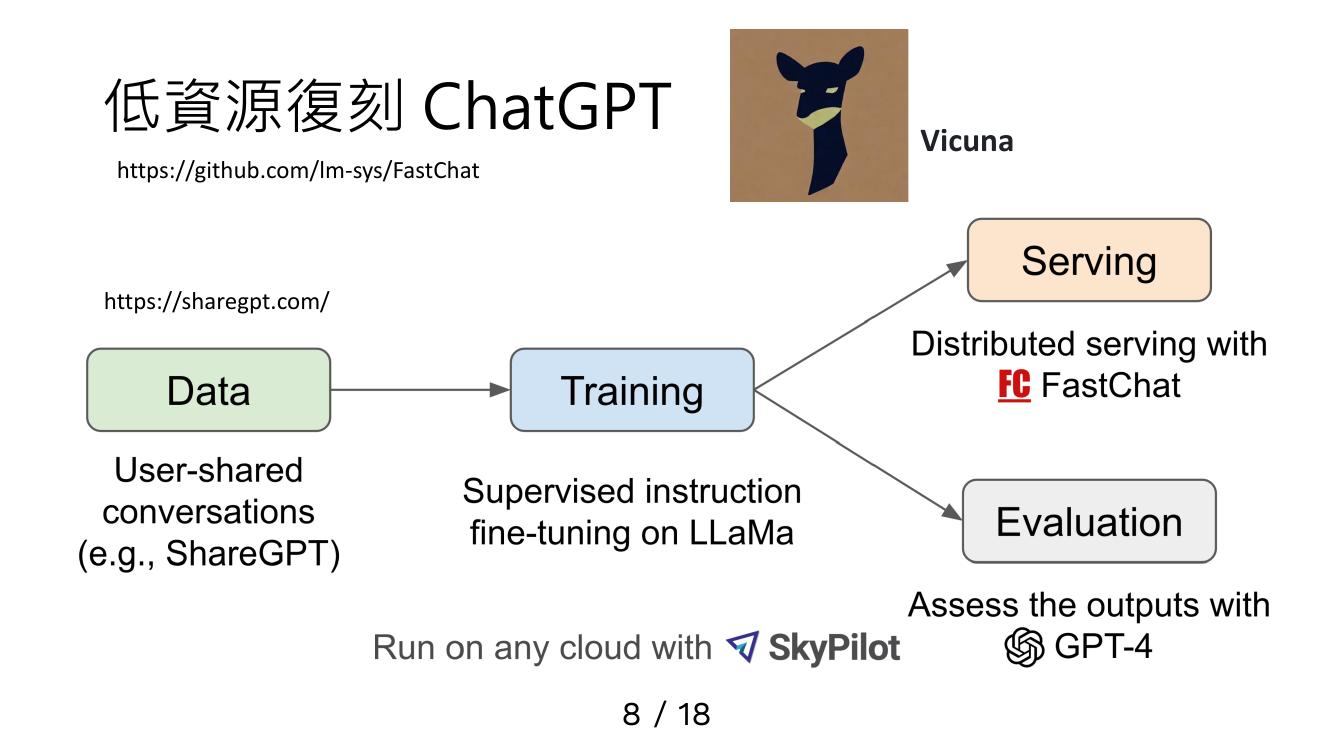 低資源復刻 ChatGPT
https://github.com/lm-sys/FastChat
Vicuna
https://sharegpt.com/
Data
User-shared
conversations
(e.g., ShareGPT)
Training
Supervised instruction
fine-tuning on LLaMa
Serving
Distributed serving with
FC FastChat
Evaluation
Assess the outputs with
GPT-4
Run on any cloud with SkyPilot
8 / 18